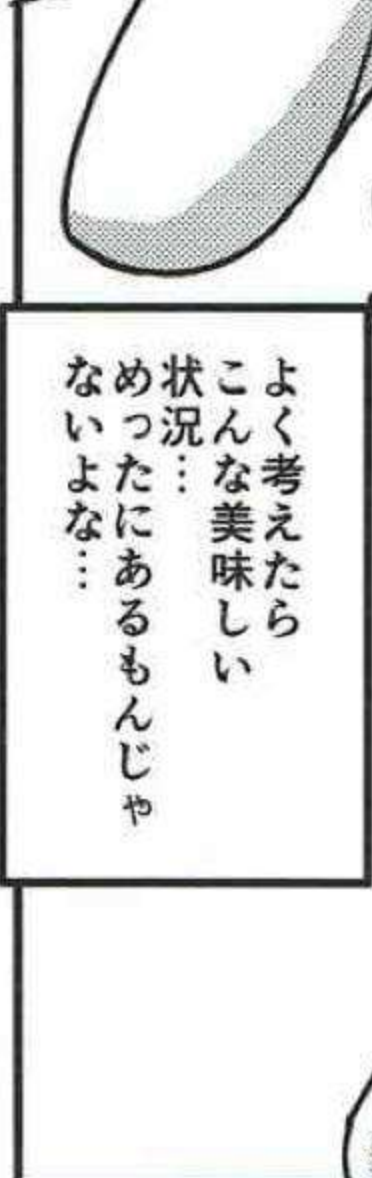 よく考えたら
こんな美味しい
状況…
めったにあるもんじゃ
ないよな…